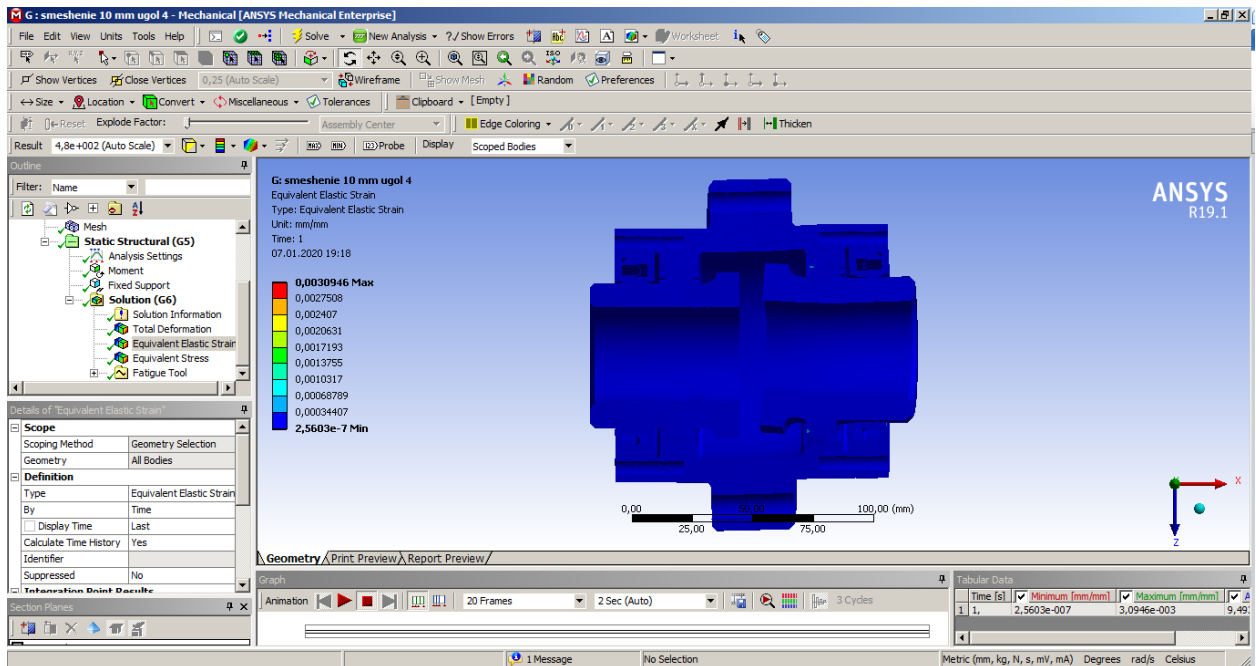 G : smeshenie 10 mm ugol 4 - Mechanical [ANSYS Mechanical Enterprise]
File Edit View Units Tools Help Solve New Analysis ?/ Show Errors Worksheet
Show Vertices Close Vertices 0,25 (Auto Scale) Wireframe Show Mesh Random Preferences
Size Location Convert Miscellaneous Tolerances Clipboard [Empty]
Reset Explode Factor: Assembly Center Edge Coloring Thicken
Result 4,8e+002 (Auto Scale) MAX MIN Probe Display Scoped Bodies
Outline
Filter: Name
Mesh
Static Structural (G5)
Analysis Settings
Moment
Fixed Support
Solution (G6)
Solution Information
Total Deformation
Equivalent Elastic Strain
Equivalent Stress
Fatigue Tool
Details of "Equivalent Elastic Strain"
Scope
Scoping Method Geometry Selection
Geometry All Bodies
Definition
Type Equivalent Elastic Strain
By Time
Display Time Last
Calculate Time History Yes
Identifier
Suppressed No
Integration Point Results
Section Planes
G: smeshenie 10 mm ugol 4
Equivalent Elastic Strain
Type: Equivalent Elastic Strain
Unit: mm/mm
Time: 1
07.01.2020 19:18
0,0030946 Max
0,0027508
0,002407
0,0020631
0,0017193
0,0013755
0,0010317
0,00068789
0,00034407
2,5603e-7 Min
ANSYS
R19.1
0,00 50,00 100,00 (mm)
25,00 75,00
X
Z
Geometry Print Preview Report Preview
Graph
Animation 20 Frames 2 Sec (Auto) 3 Cycles
Tabular Data
Time [s] Minimum [mm/mm] Maximum [mm/mm] A
1 1, 2,5603e-007 3,0946e-003 9,49
1 Message No Selection Metric (mm, kg, N, s, mV, mA) Degrees rad/s Celsius